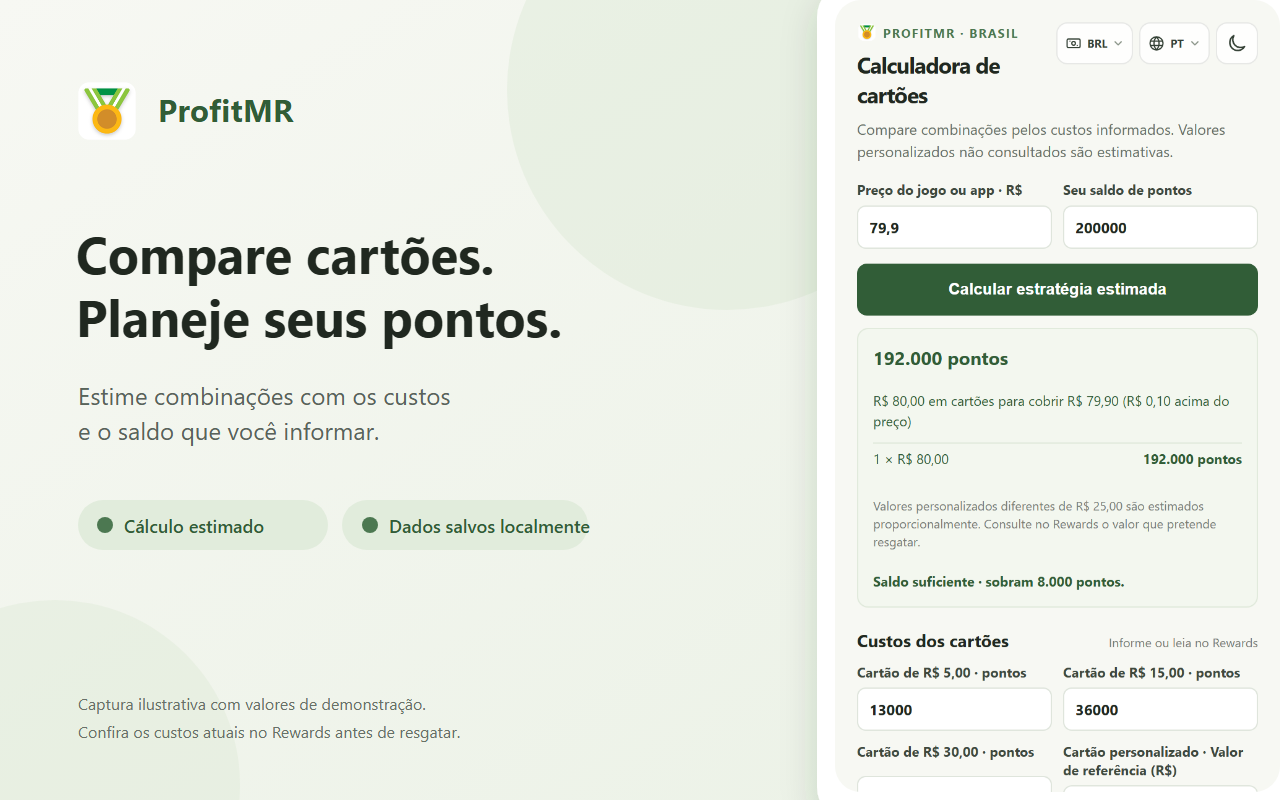 ProfitMR
Compare cartões.
Planeje seus pontos.
Estime combinações com os custos
e o saldo que você informar.
Cálculo estimado
Dados salvos localmente
Captura ilustrativa com valores de demonstração.
Confira os custos atuais no Rewards antes de resgatar.
PROFITMR · BRASIL
BRL
PT
Calculadora de
cartões
Compare combinações pelos custos informados. Valores
personalizados não consultados são estimativas.
Preço do jogo ou app · R$
Seu saldo de pontos
79,9
200000
Calcular estratégia estimada
192.000 pontos
R$ 80,00 em cartões para cobrir R$ 79,90 (R$ 0,10 acima do
preço)
1 × R$ 80,00
192.000 pontos
Valores personalizados diferentes de R$ 25,00 são estimados
proporcionalmente. Consulte no Rewards o valor que pretende
resgatar.
Saldo suficiente · sobram 8.000 pontos.
Custos dos cartões
Informe ou leia no Rewards
Cartão de R$ 5,00 · pontos
Cartão de R$ 15,00 · pontos
13000
36000
Cartão de R$ 30,00 · pontos
Cartão personalizado · Valor
de referência (R$)